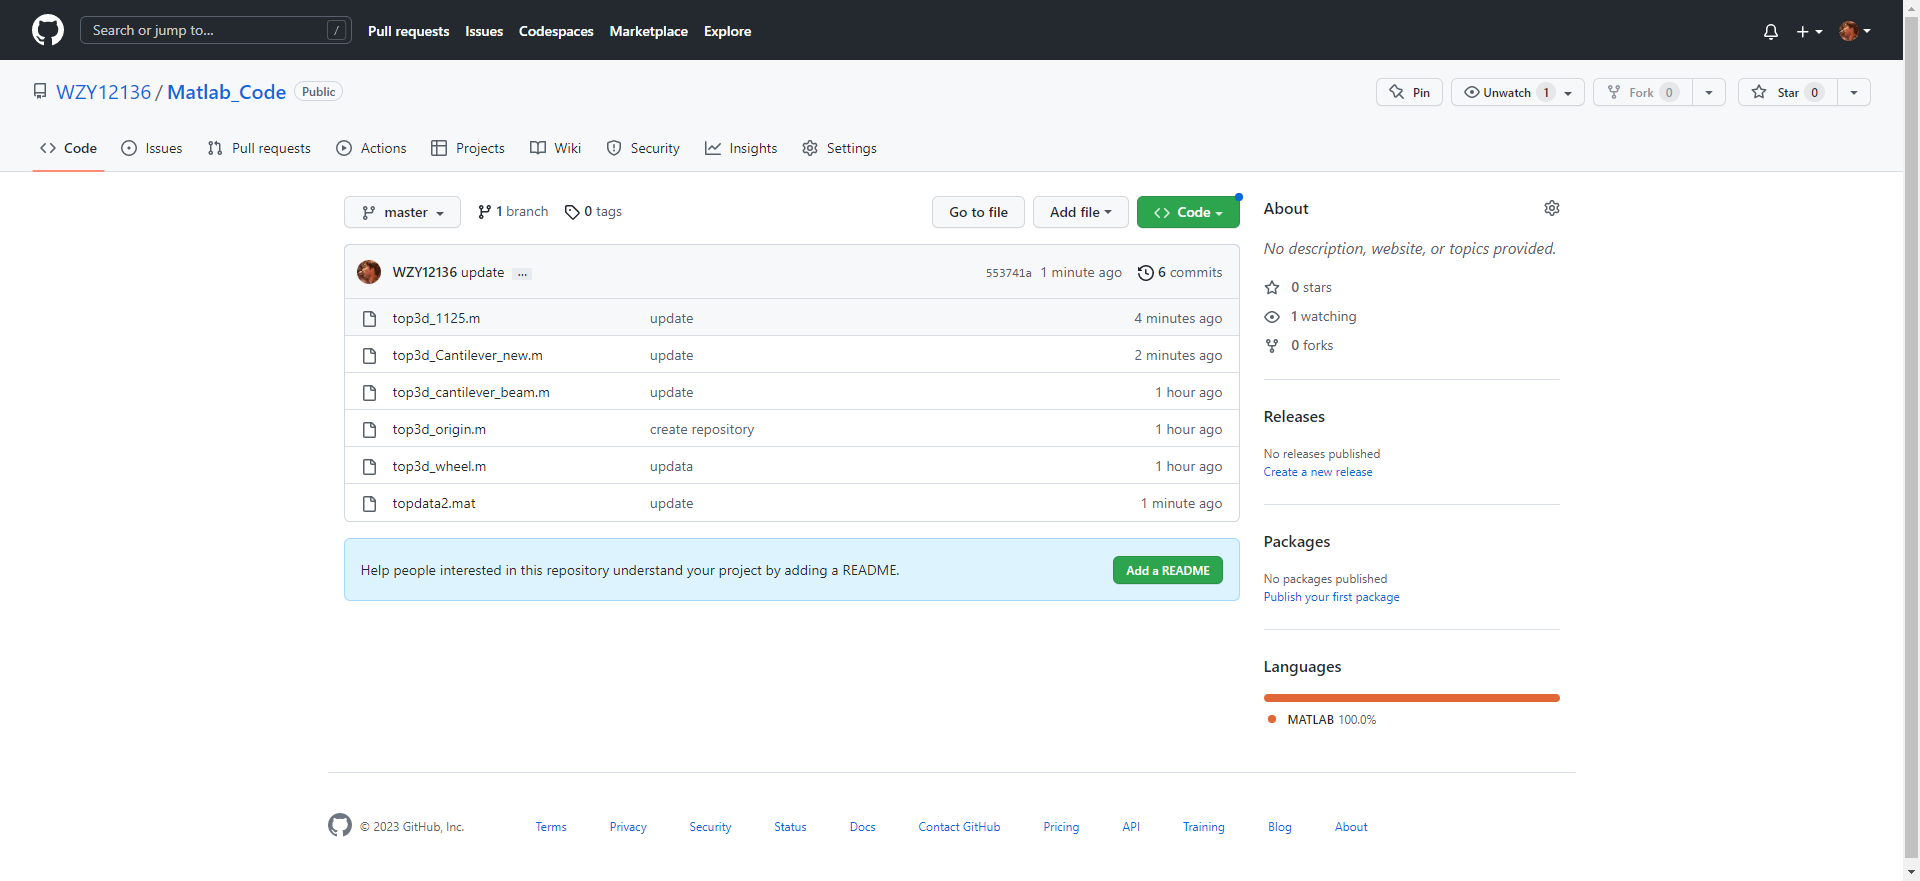 Search or jump to... / Pull requests Issues Codespaces Marketplace Explore
WZY12136 / Matlab_Code Public Pin Unwatch 1 Fork 0 Star 0
Code Issues Pull requests Actions Projects Wiki Security Insights Settings
master 1 branch 0 tags Go to file Add file Code
WZY12136 update ... 553741a 1 minute ago 6 commits
top3d_1125.m update 4 minutes ago
top3d_Cantilever_new.m update 2 minutes ago
top3d_cantilever_beam.m update 1 hour ago
top3d_origin.m create repository 1 hour ago
top3d_wheel.m updata 1 hour ago
topdata2.mat update 1 minute ago
Help people interested in this repository understand your project by adding a README. Add a README
About
No description, website, or topics provided.
0 stars
1 watching
0 forks
Releases
No releases published
Create a new release
Packages
No packages published
Publish your first package
Languages
MATLAB 100.0%
© 2023 GitHub, Inc. Terms Privacy Security Status Docs Contact GitHub Pricing API Training Blog About